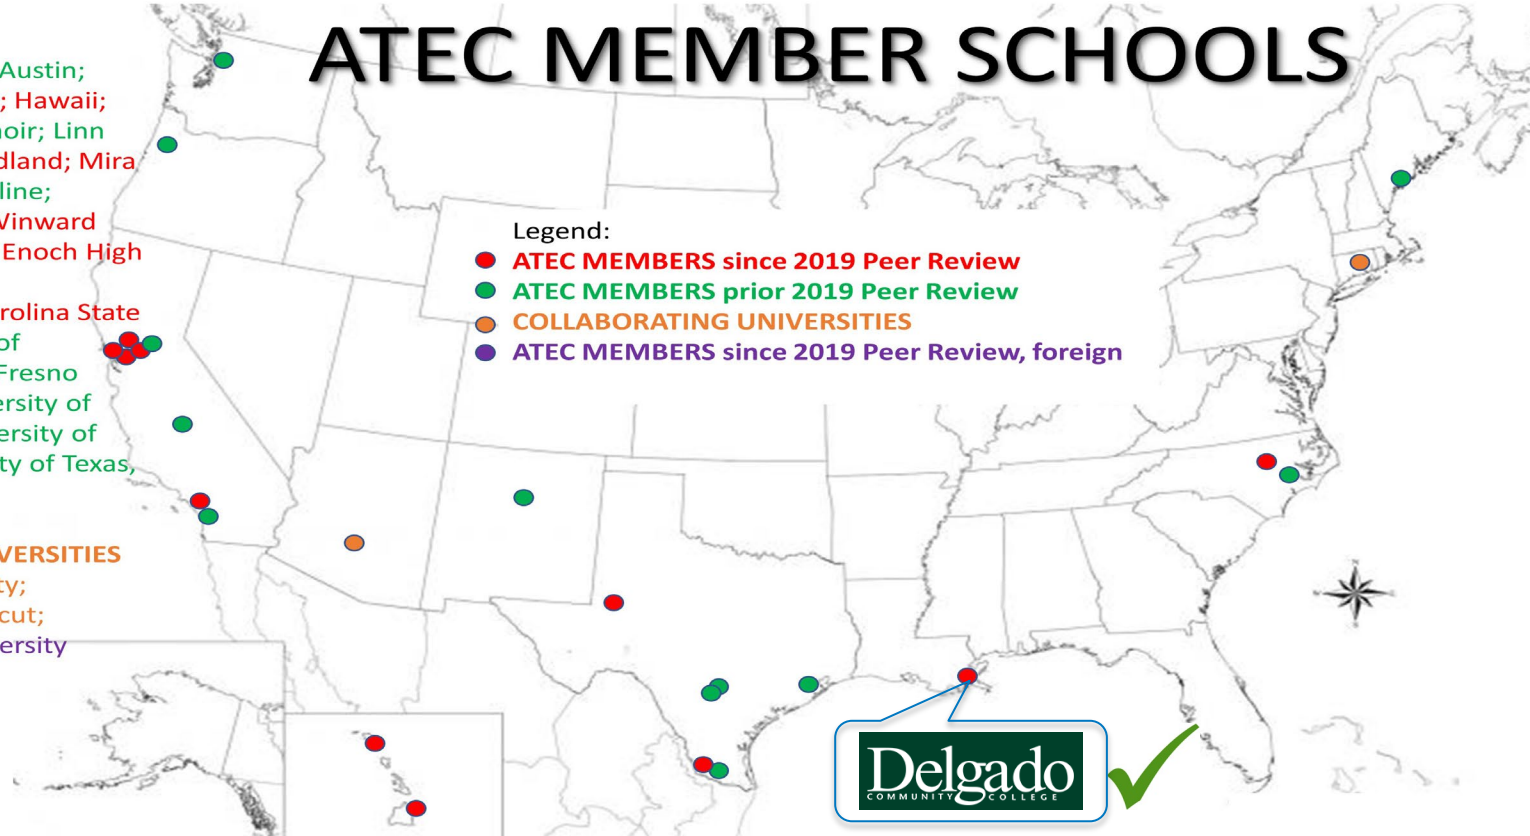 ATEC MEMBER SCHOOLS
Austin;
; Hawaii;
noir; Linn
dland; Mira
line;
Winward
Enoch High
rolina State
of
Fresno
ersity of
ersity of
ty of Texas,
VERSITIES
ty;
cut;
ersity
Legend:
ATEC MEMBERS since 2019 Peer Review
ATEC MEMBERS prior 2019 Peer Review
COLLABORATING UNIVERSITIES
ATEC MEMBERS since 2019 Peer Review, foreign
Delgado
COMMUNITY COLLEGE